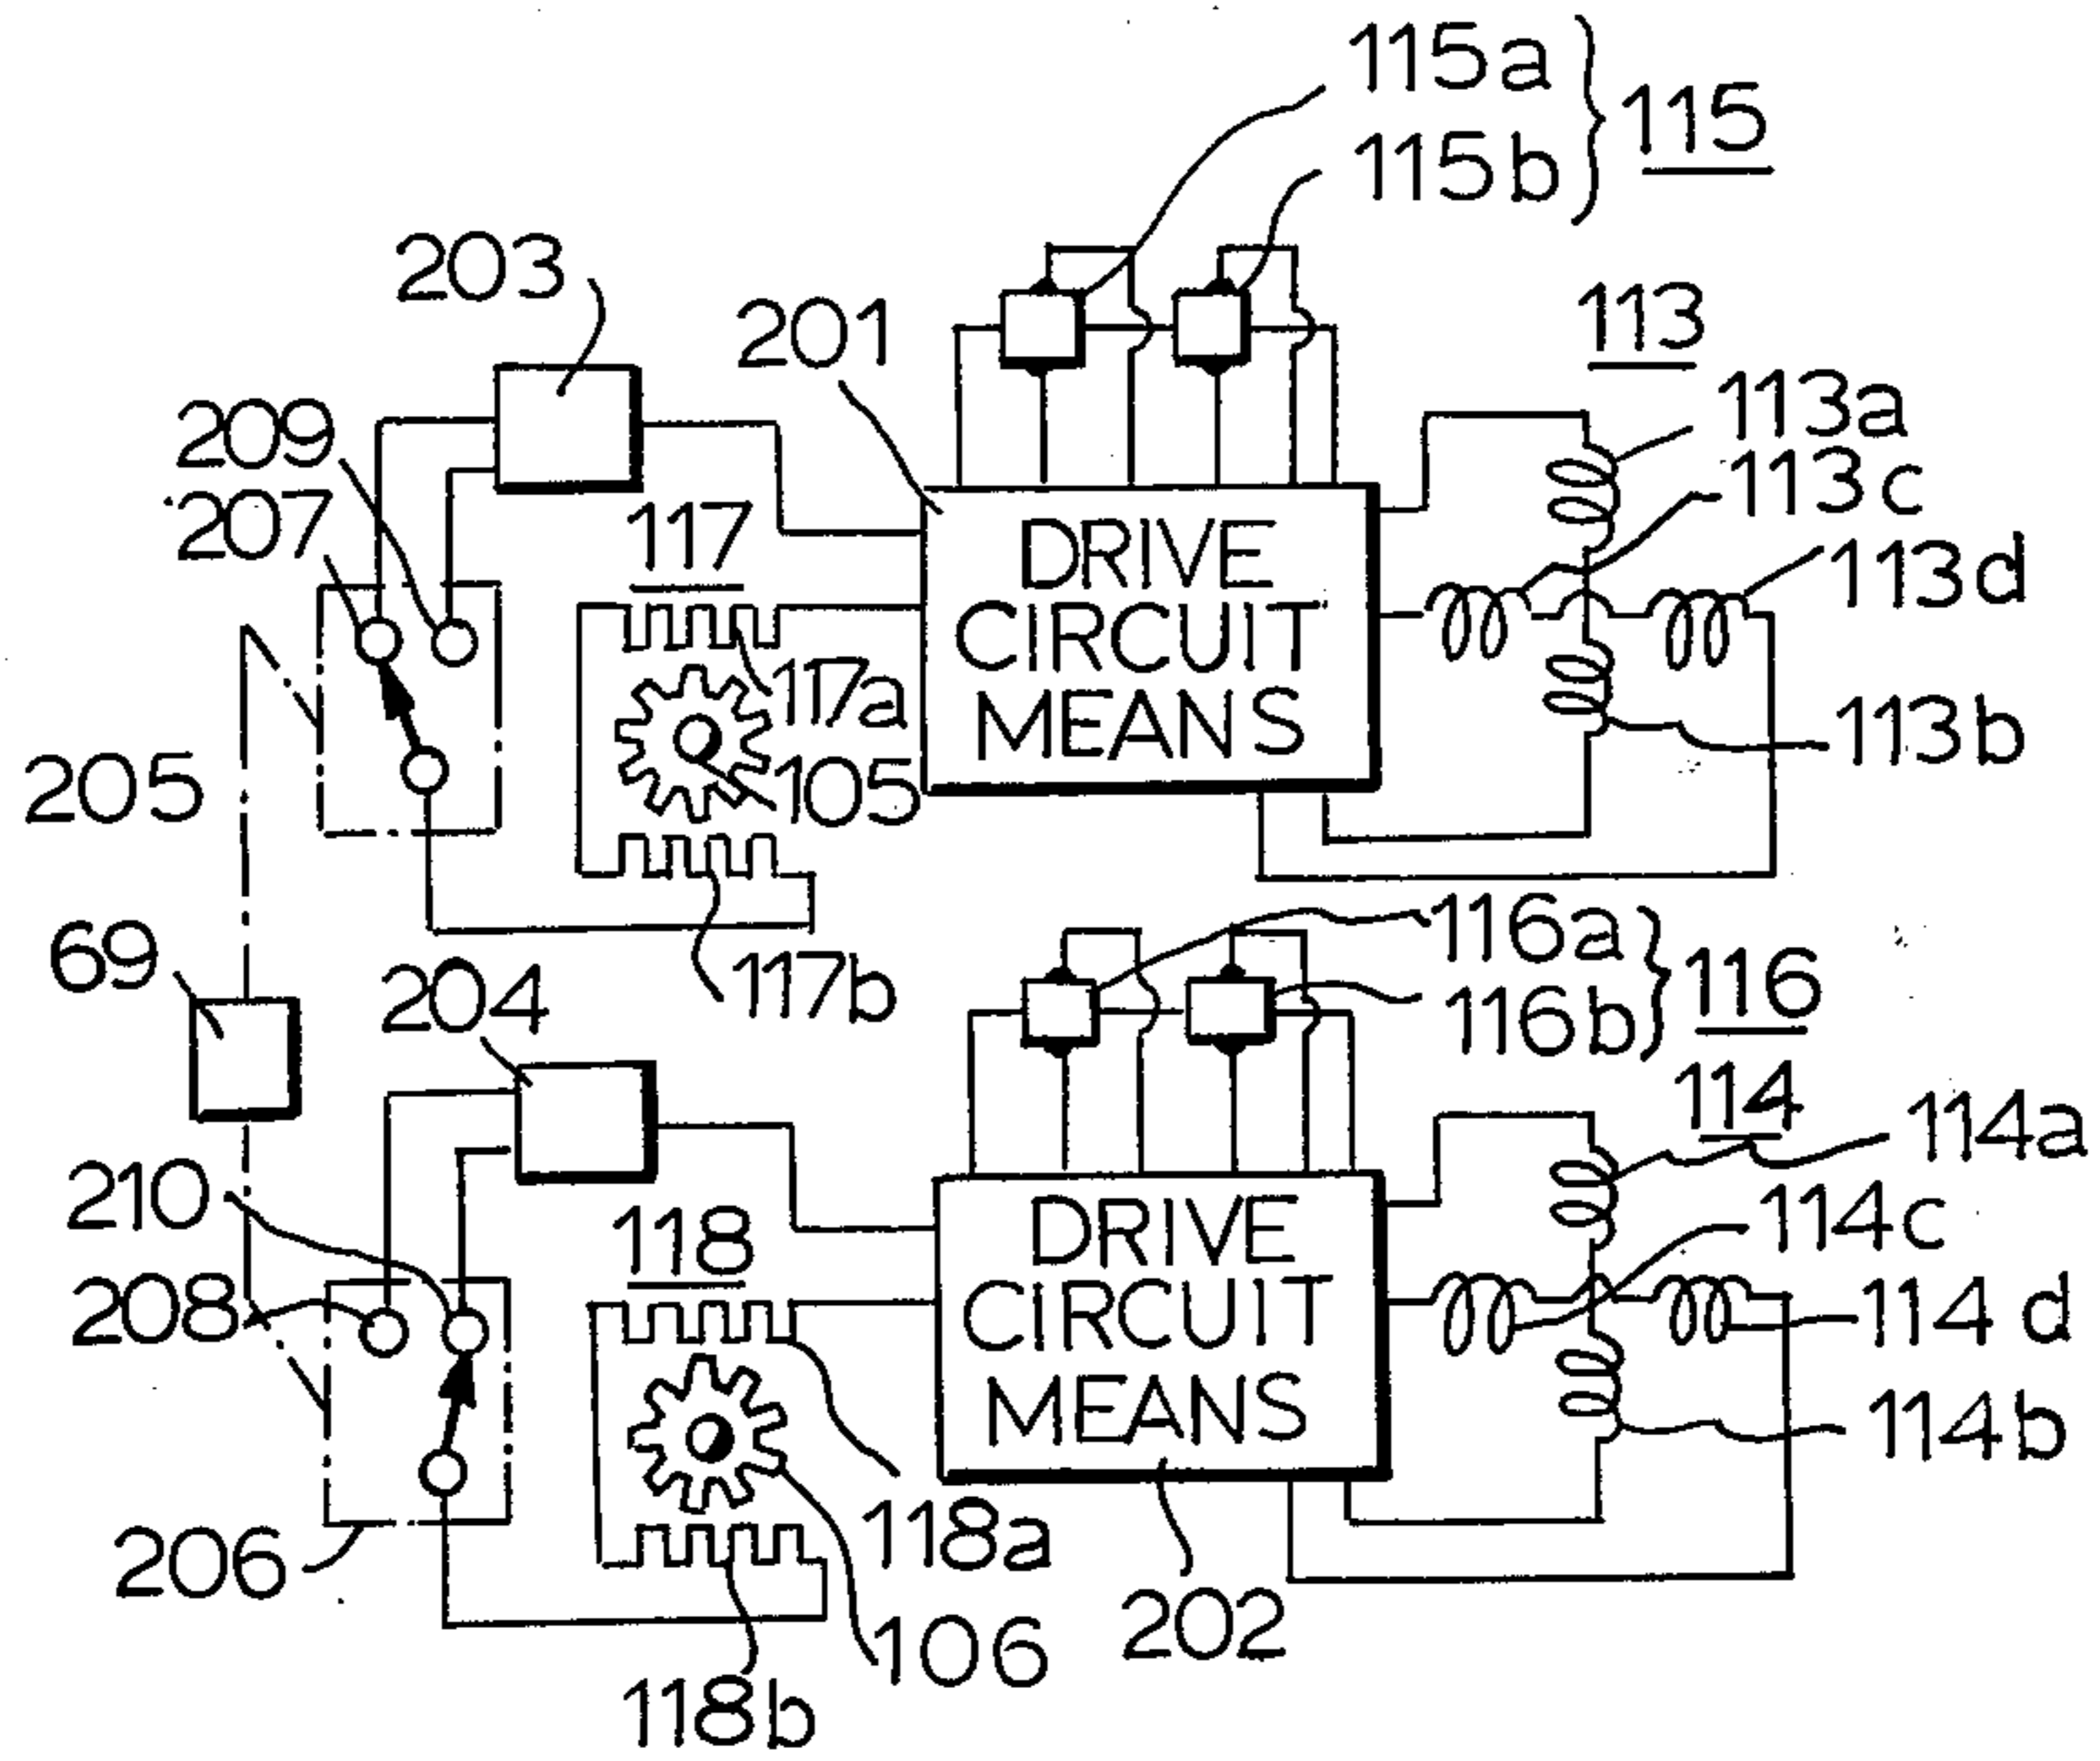 115a
115b
115
203
201
113
113a
209
113c
207
117
DRIVE
CIRCUIT
MEANS
113d
117a
113b
205
105
69
204
117b
116a
116b
116
114
114a
210
118
DRIVE
CIRCUIT
MEANS
114c
208
114d
114b
206
118a
202
106
118b